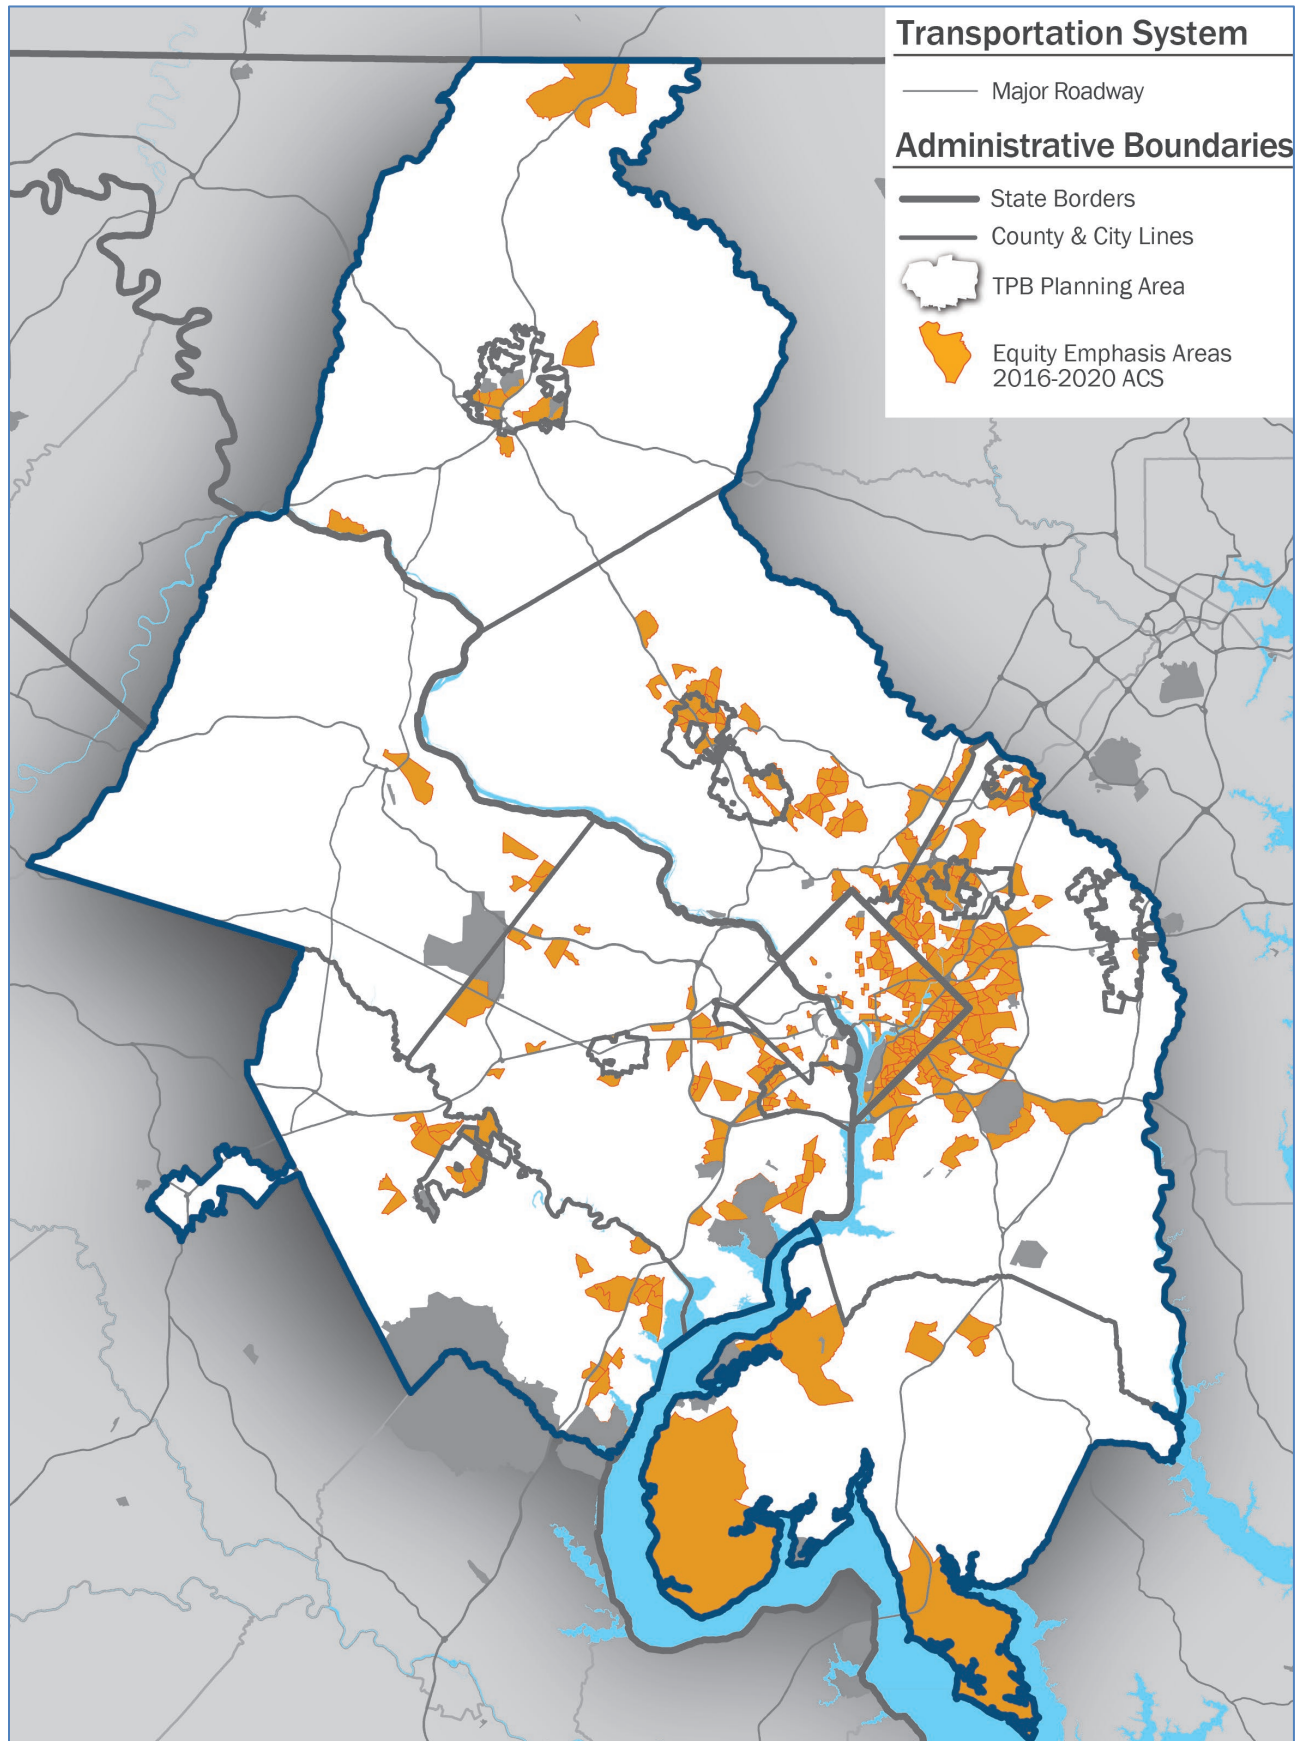 Transportation System
Major Roadway
Administrative Boundaries
State Borders
County & City Lines
TPB Planning Area
Equity Emphasis Areas
2016-2020 ACS